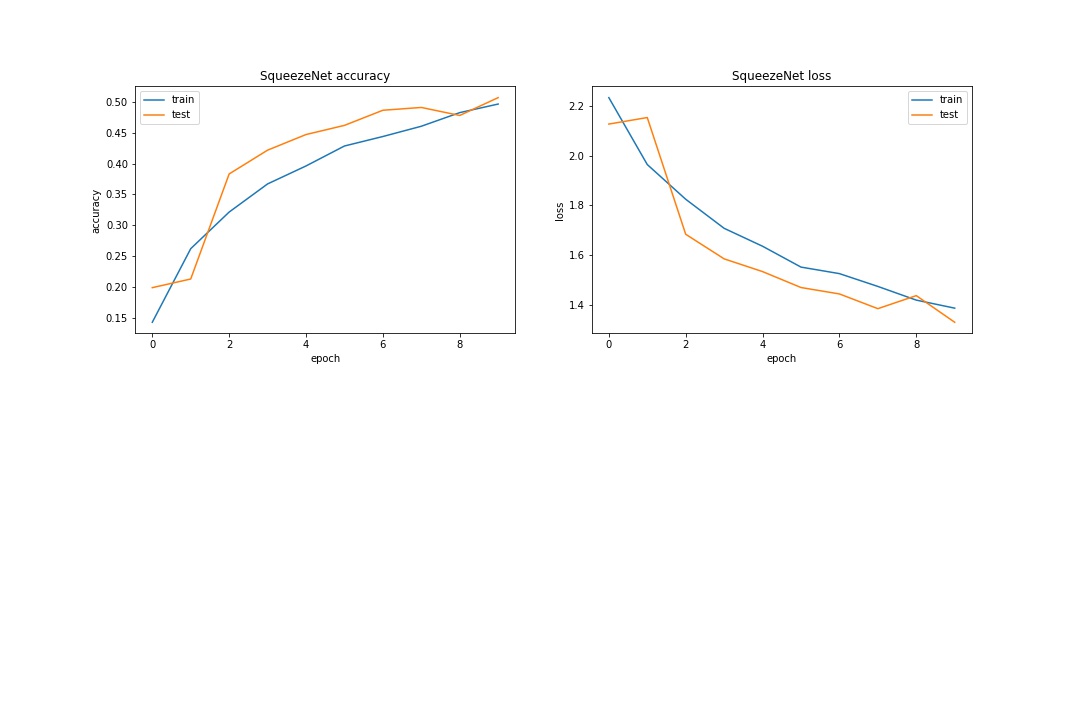 SqueezeNet accuracy
train
test
0.50
0.45
0.40
0.35
0.30
0.25
0.20
0.15
accuracy
0 2 4 6 8
epoch
SqueezeNet loss
train
test
2.2
2.0
1.8
1.6
1.4
loss
0 2 4 6 8
epoch